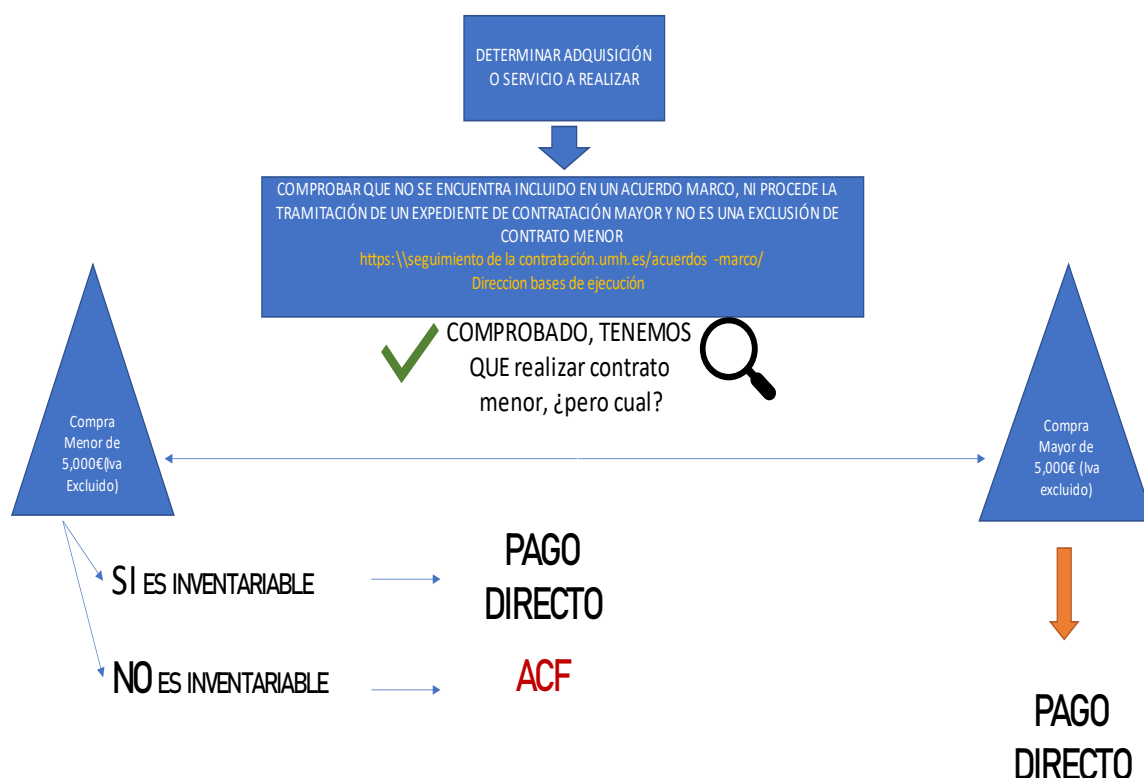 DETERMINAR ADQUISICIÓN
O SERVICIO A REALIZAR
COMPROBAR QUE NO SE ENCUENTRA INCLUIDO EN UN ACUERDO MARCO, NI PROCEDE LA
TRAMITACIÓN DE UN EXPEDIENTE DE CONTRATACIÓN MAYOR Y NO ES UNA EXCLUSIÓN DE
CONTRATO MENOR
https:\\seguimiento de la contratación.umh.es/acuerdos -marco/
Direccion bases de ejecución
COMPROBADO, TENEMOS
QUE realizar contrato
menor, ¿pero cual?
Compra
Menor de
5,000€(Iva
Excluido)
Compra
Mayor de
5,000€ (Iva
excluido)
SI ES INVENTARIABLE
PAGO
DIRECTO
NO ES INVENTARIABLE
ACF
PAGO
DIRECTO